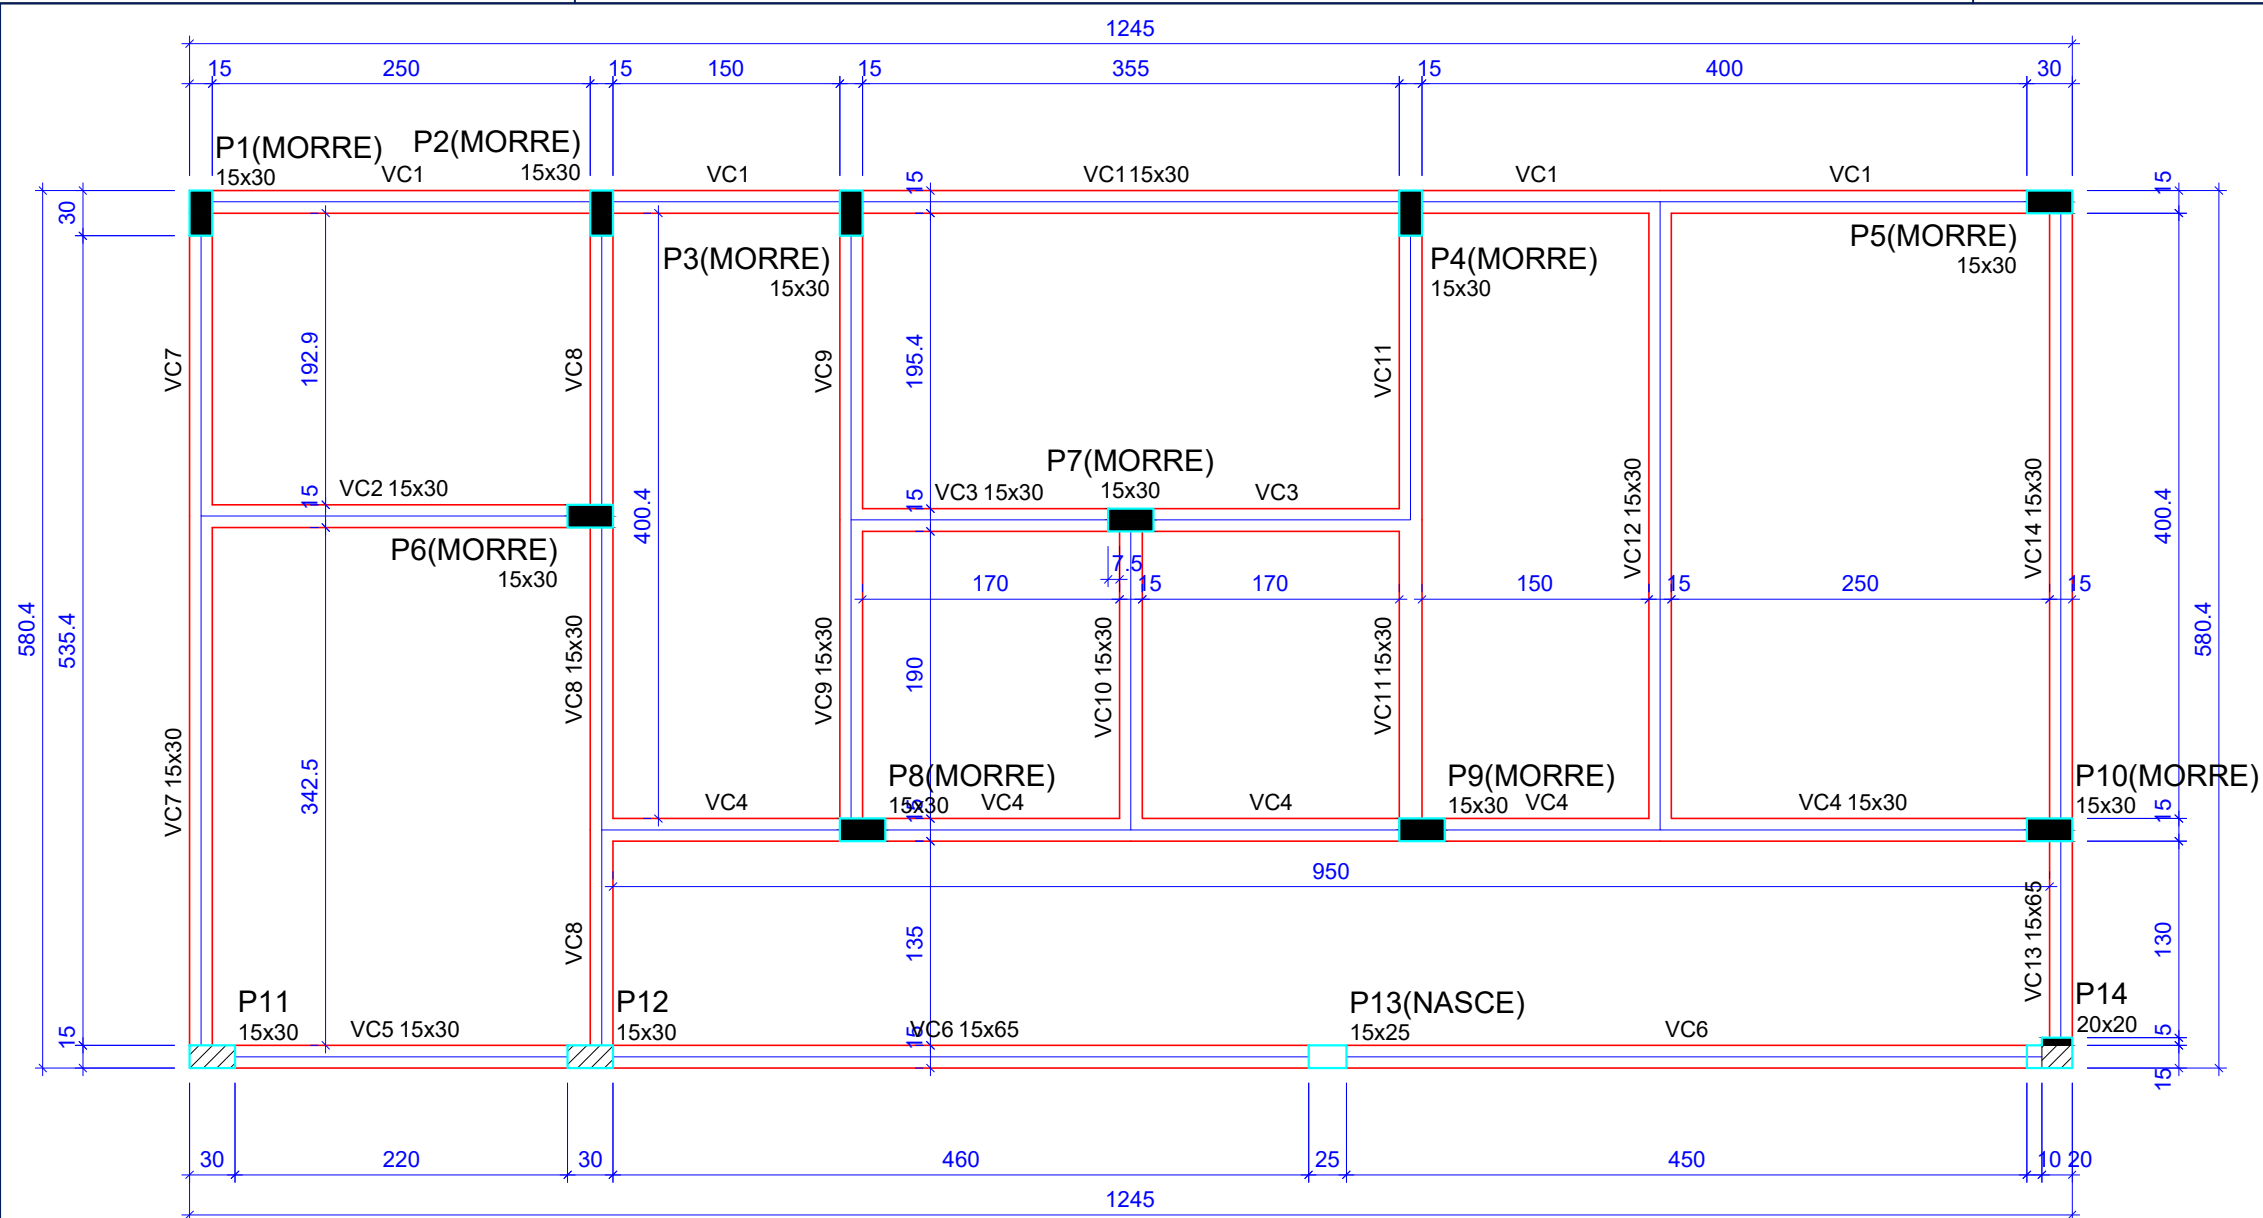 1245
15 250 15 150 15 355 15 400 30
P1(MORRE)
15x30
P2(MORRE)
15x30
VC1
VC1
VC1 15x30
VC1
VC1
15
15
30
P3(MORRE)
15x30
P4(MORRE)
15x30
P5(MORRE)
15x30
VC7
192.9
VC8
VC9
195.4
VC11
P7(MORRE)
15x30
VC2 15x30
15
VC3 15x30
15
VC3
P6(MORRE)
15x30
400.4
VC12 15x30
VC14 15x30
400.4
7.5
170 15 170 150 15 250 15
580.4
535.4
580.4
VC8 15x30
VC9 15x30
190
VC10 15x30
VC11 15x30
VC7 15x30
342.5
P8(MORRE)
15x30
P9(MORRE)
15x30
P10(MORRE)
15x30
VC4
15
VC4
VC4
VC4
VC4 15x30
15
950
VC8
135
VC13 15x65
130
P11
15x30
P12
15x30
P13(NASCE)
15x25
P14
20x20
VC5 15x30
VC6 15x65
VC6
15
15
5
15
30 220 30 460 25 450 10 20
1245